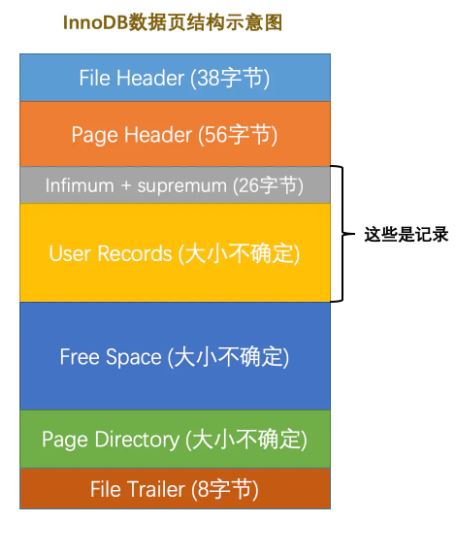 InnoDB数据页结构示意图
File Header (38字节)
Page Header (56字节)
Infimum + supremum (26字节)
这些是记录
User Records (大小不确定)
Free Space (大小不确定)
Page Directory (大小不确定)
File Trailer (8字节)